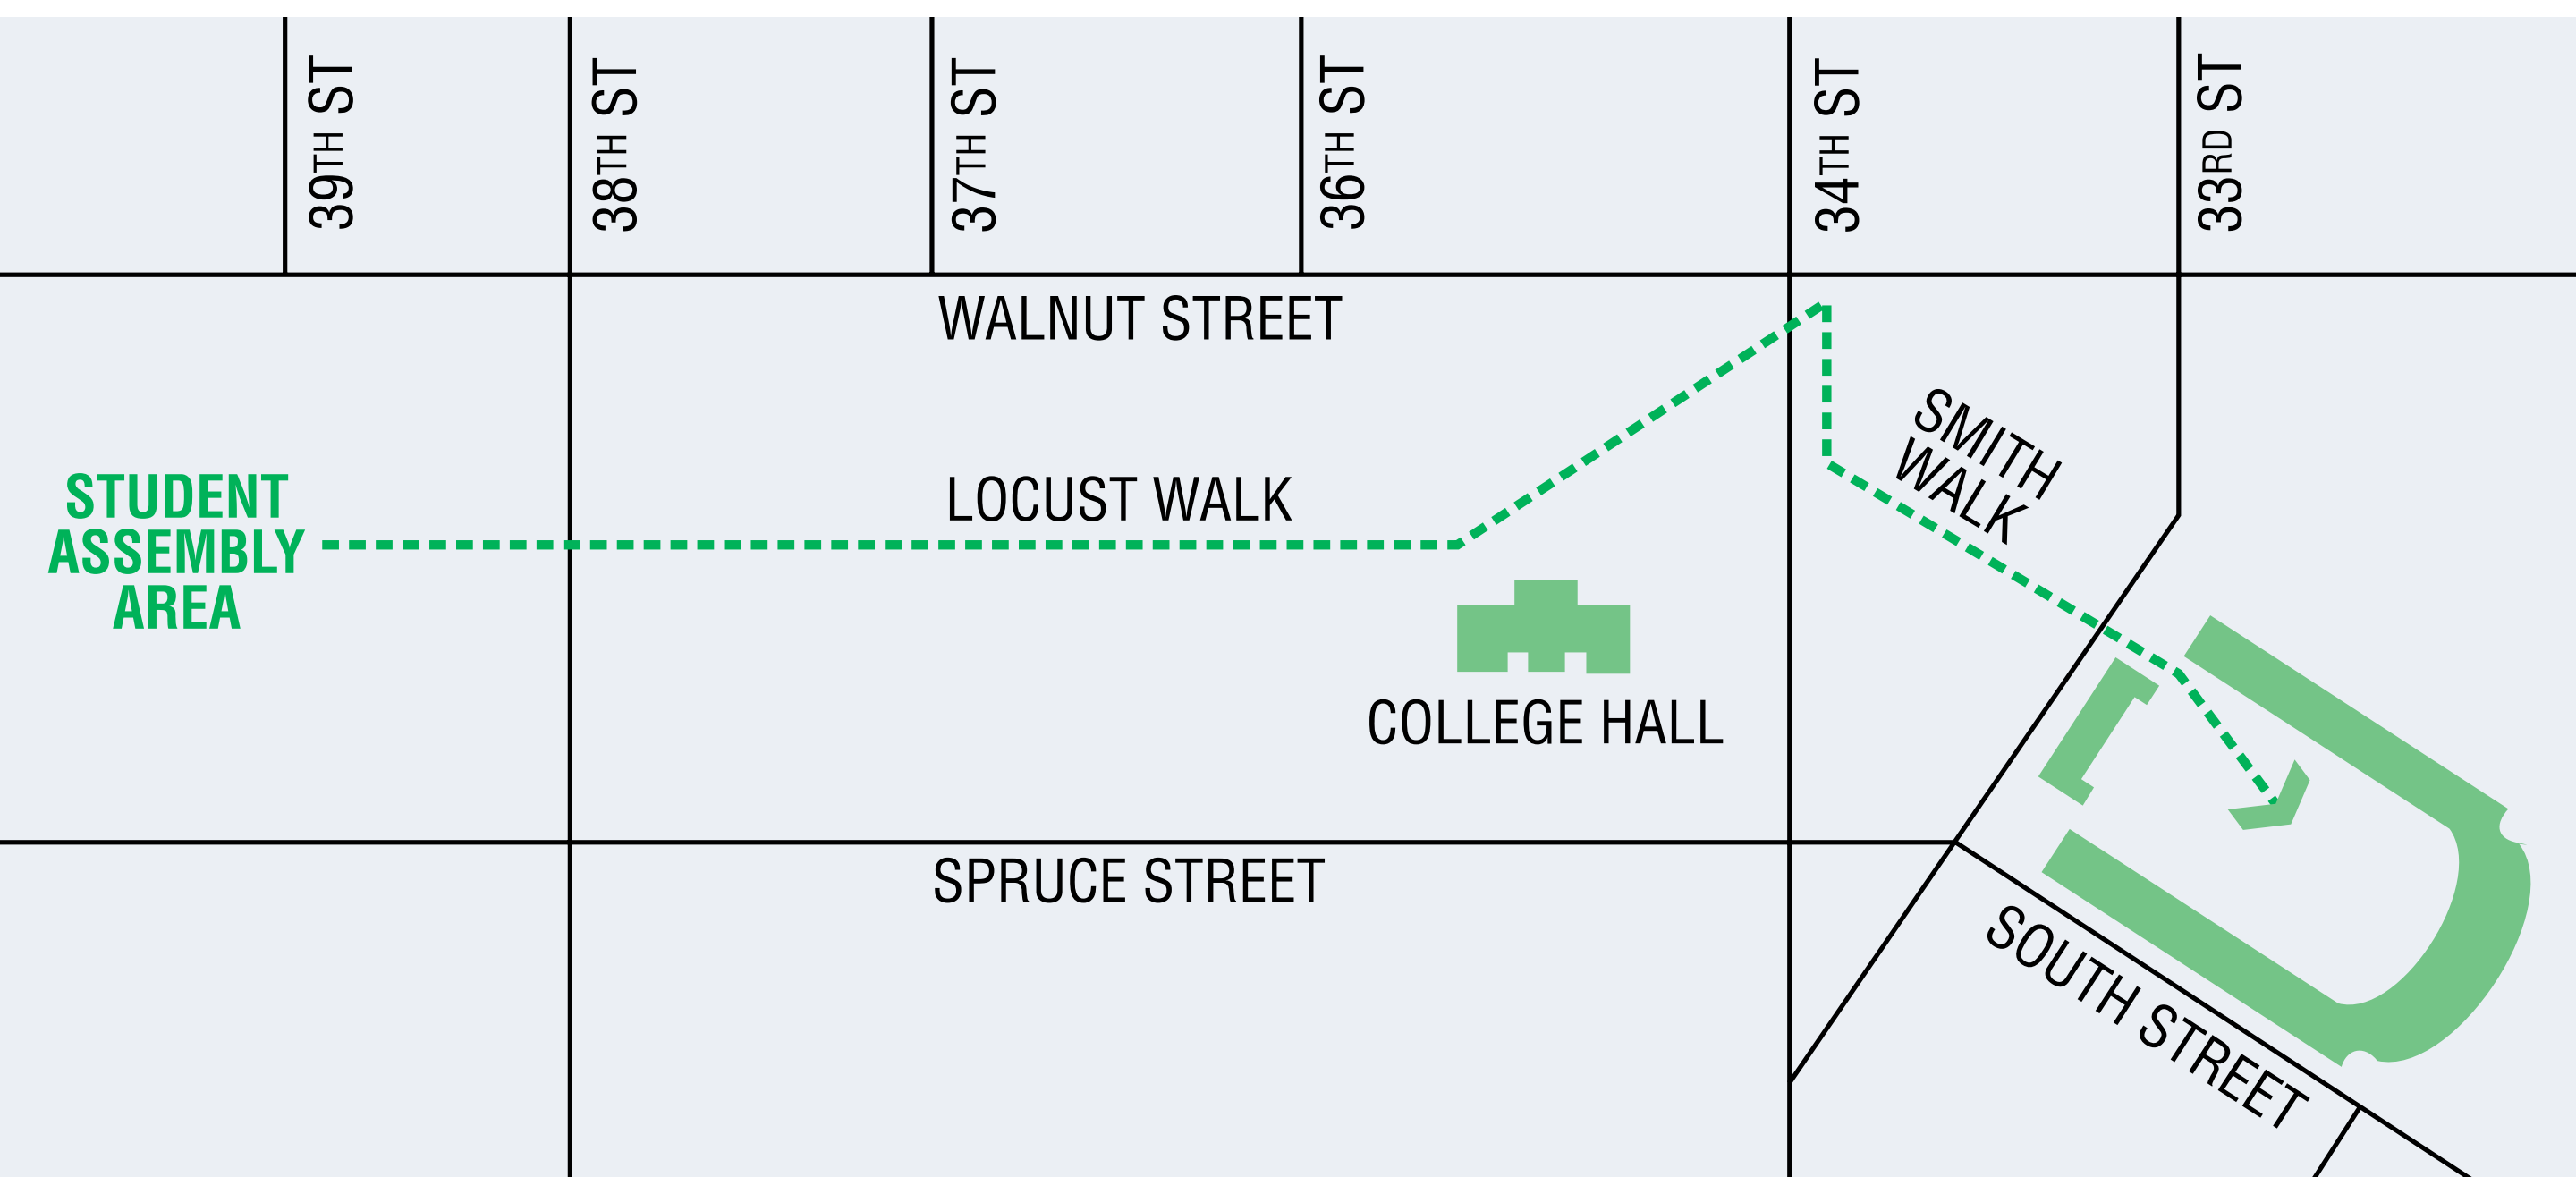 39TH ST
38TH ST
37TH ST
36TH ST
34TH ST
33RD ST
WALNUT STREET
SMITH
WALK
LOCUST WALK
STUDENT
ASSEMBLY
AREA
COLLEGE HALL
SPRUCE STREET
SOUTH STREET